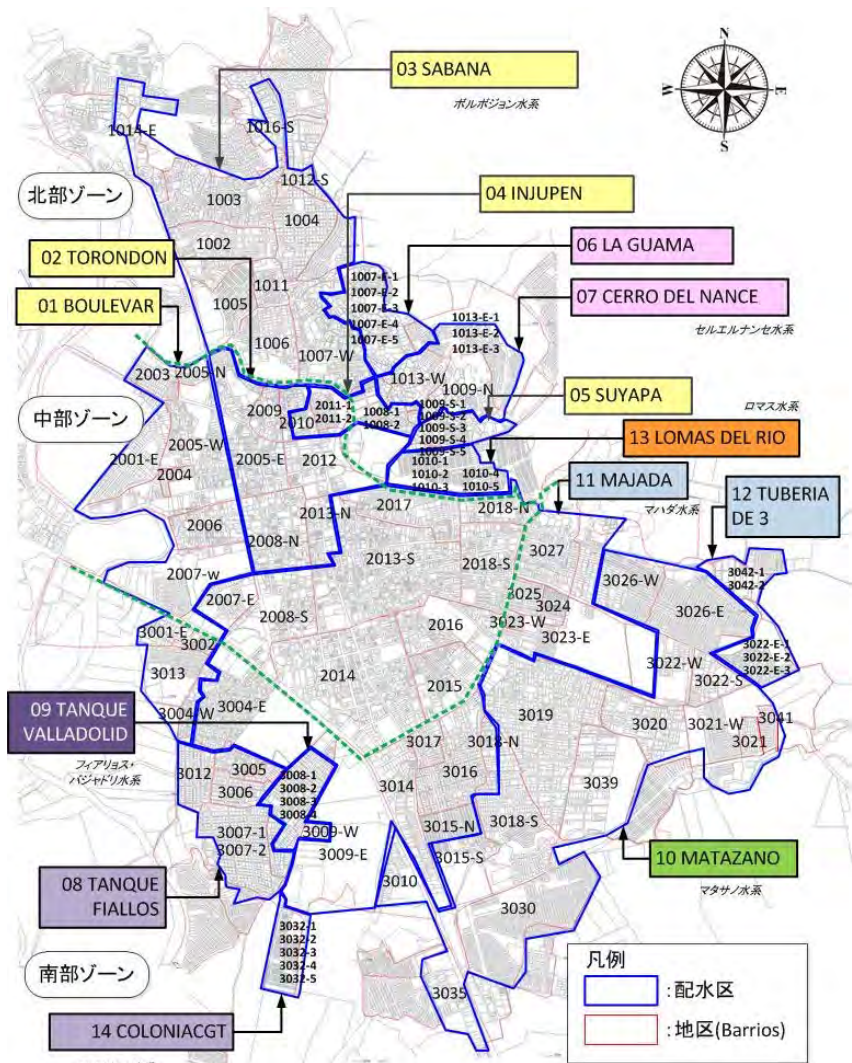 03 SABANA
ボルボジョン水系
N
W
E
S
1014-E
1016-S
北部ゾーン
1012-S
1003
1004
04 INJUPEN
1002
02 TORONDON
06 LA GUAMA
1007-E-1
1007-E-2
1007-E-3
1007-E-4
1007-E-5
1011
1005
01 BOULEVAR
07 CERRO DEL NANCE
セルエルナンセ水系
1013-E-1
1013-E-2
1013-E-3
1006
1007-W
2003
2005-N
1013-W
1009-N
05 SUYAPA
ロマス水系
中部ゾーン
2009
2010
2011-1
2011-2
1008-1
1008-2
1009-S-1
1009-S-2
1009-S-3
1009-S-4
1009-S-5
13 LOMAS DEL RIO
2005-W
2001-E
2004
2005-E
2012
1010-1
1010-2
1010-3
1010-4
1010-5
11 MAJADA
マハダ水系
12 TUBERIA
DE 3
2006
2008-N
2013-N
2017
2018-N
2013-S
2018-S
3027
2007-w
3026-W
3042-1
3042-2
2007-E
2008-S
3025
3024
3026-E
3023-W
3023-E
2016
3001-E
3002
3022-W
3022-E-1
3022-E-2
3022-E-3
3022-S
3013
2014
2015
3004-E
3004-W
3019
3020
3021-W
3041
3021
09 TANQUE
VALLADOLID
フィアリョス・
バジャドリ水系
3017
3018-N
3012
3005
3006
3008-1
3008-2
3008-3
3008-4
3014
3016
3039
3007-1
3007-2
3009-W
3009-E
3015-N
3015-S
3018-S
10 MATAZANO
マタサノ水系
08 TANQUE
FIALLOS
3010
3030
3032-1
3032-2
3032-3
3032-4
3032-5
南部ゾーン
3035
14 COLONIACGT
凡例
:配水区
:地区(Barrios)